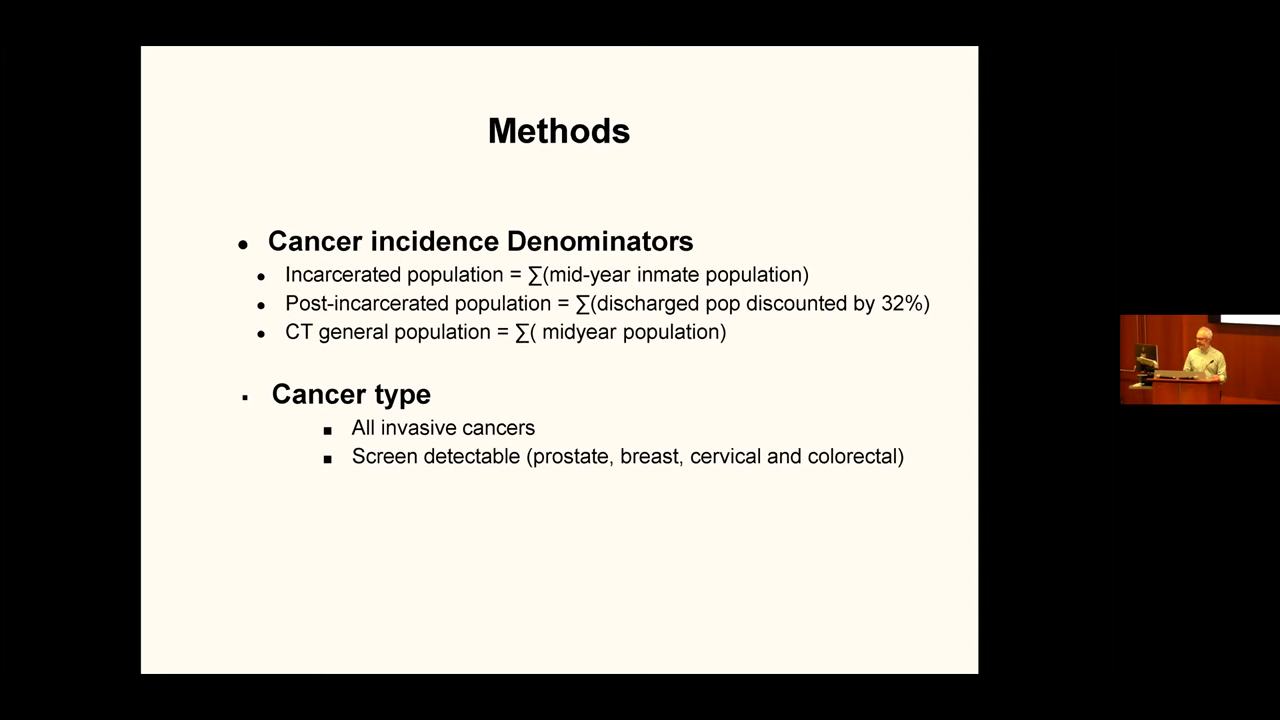 Methods
● Cancer incidence Denominators
● Incarcerated population = ∑(mid-year inmate population)
● Post-incarcerated population = ∑(discharged pop discounted by 32%)
● CT general population = ∑( midyear population)
▪ Cancer type
■ All invasive cancers
■ Screen detectable (prostate, breast, cervical and colorectal)